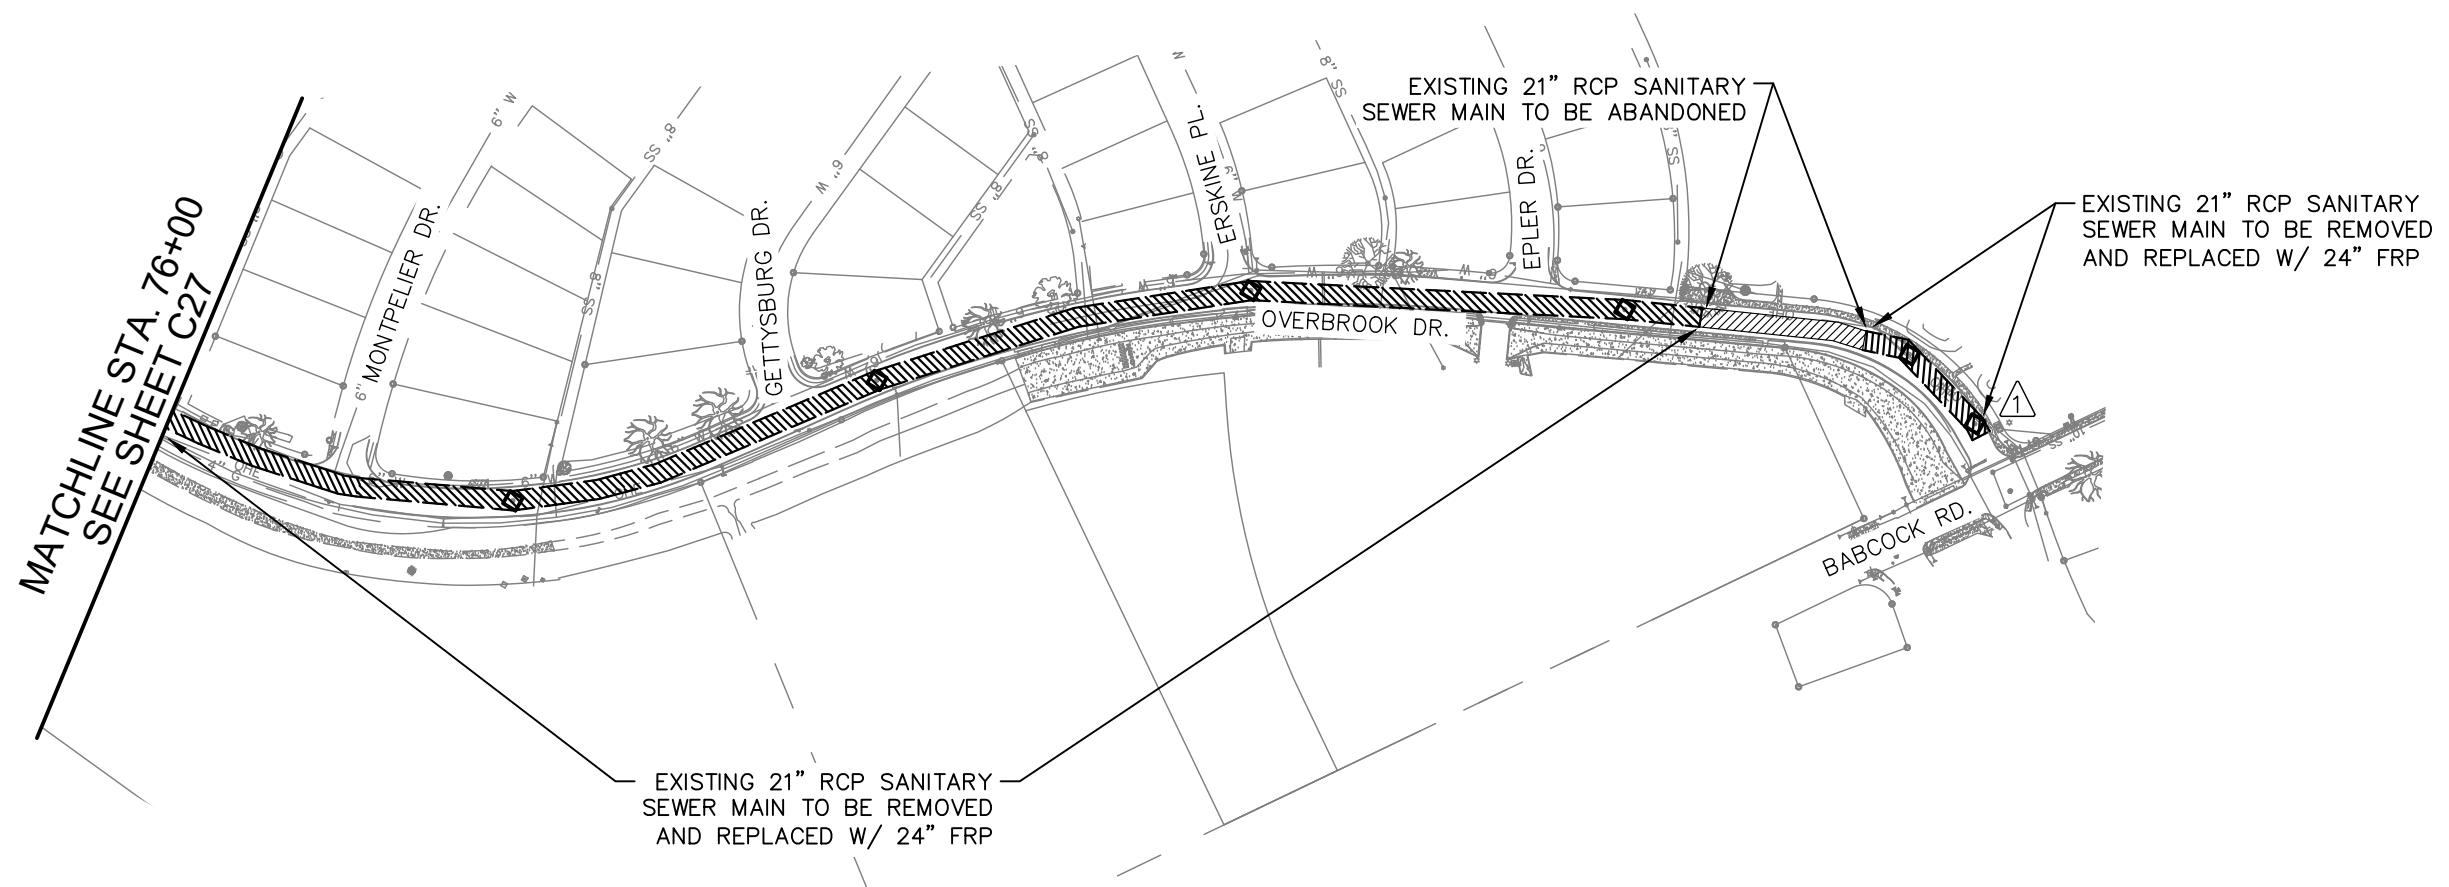 EXISTING 21" RCP SANITARY
SEWER MAIN TO BE ABANDONED
EXISTING 21" RCP SANITARY
SEWER MAIN TO BE REMOVED
AND REPLACED W/ 24" FRP
MATCHLINE STA. 76+00
SEE SHEET C27
MONTPELIER DR.
GETTYSBURG DR.
ERSKINE PL.
EPLER DR.
OVERBROOK DR.
BABCOCK RD.
1
6" W
8" SS
8" SS
6" W
8" SS
8" SS
SS
6"
OHE
4" G
EXISTING 21" RCP SANITARY
SEWER MAIN TO BE REMOVED
AND REPLACED W/ 24" FRP